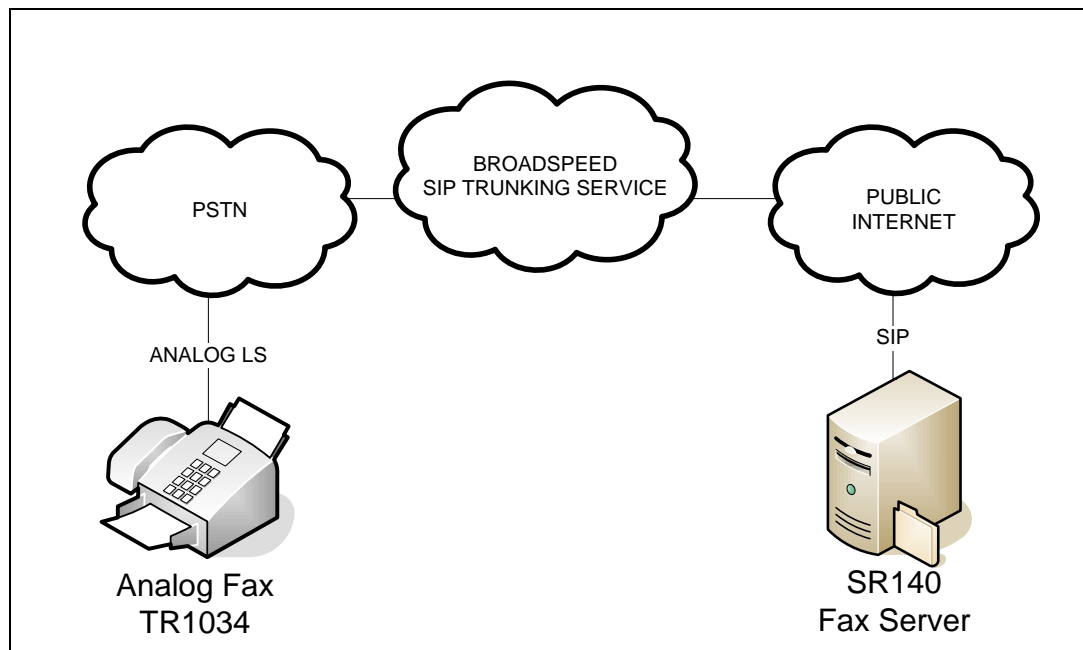 BROADSPEED
SIP TRUNKING SERVICE
PSTN
PUBLIC
INTERNET
ANALOG LS
SIP
Analog Fax
TR1034
SR140
Fax Server